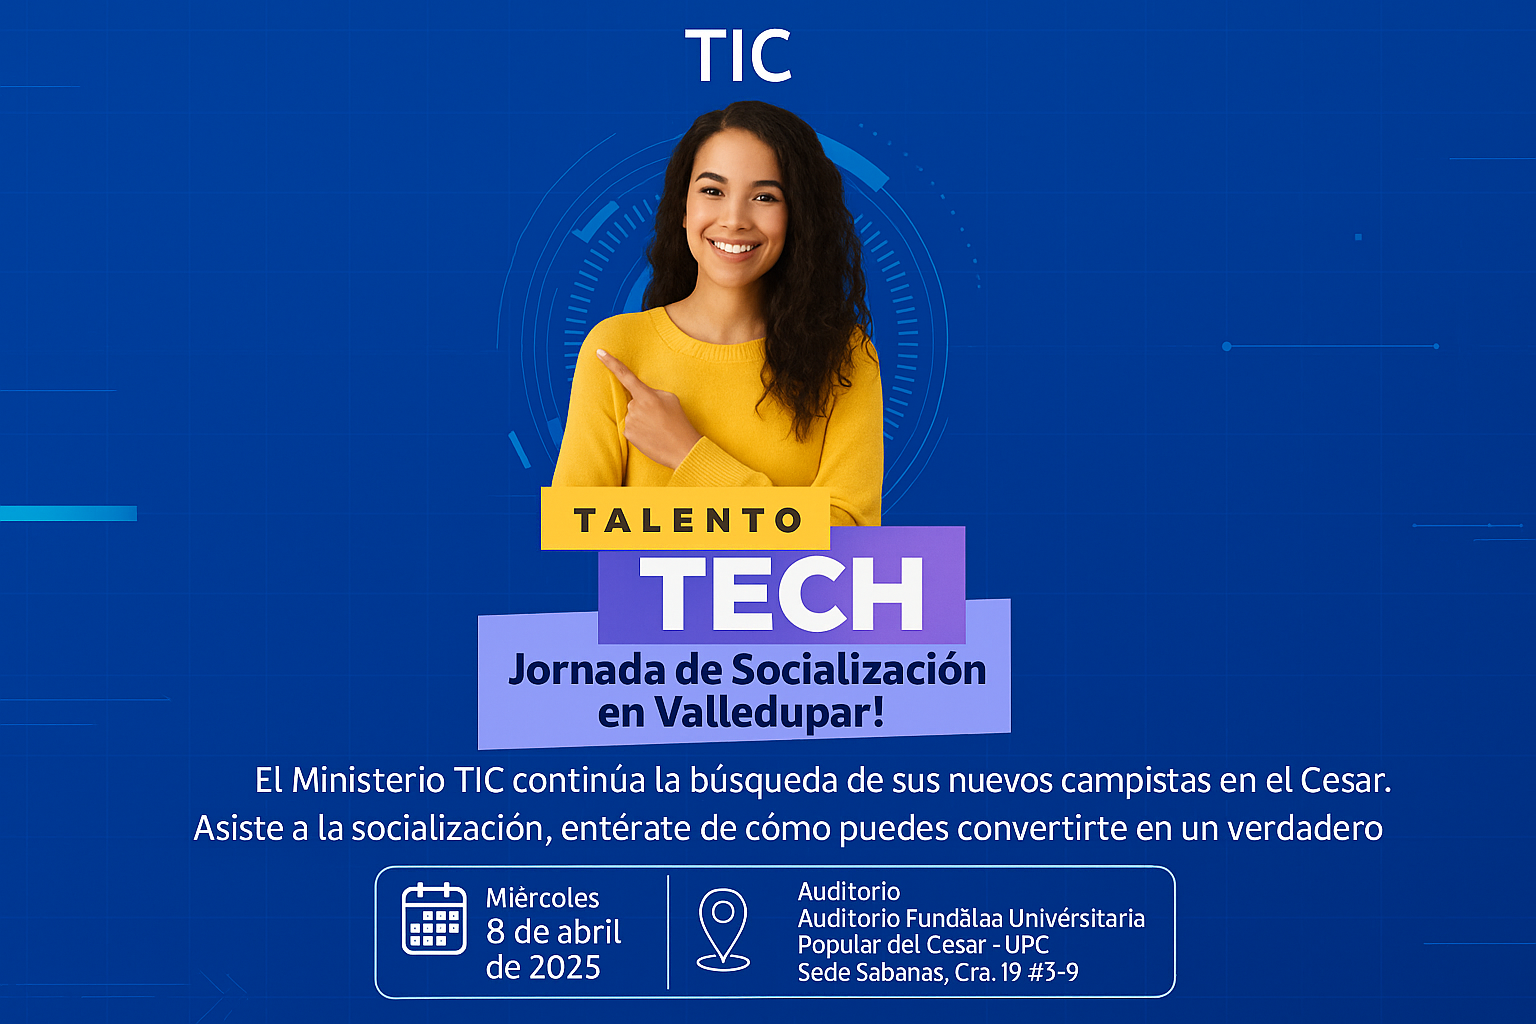 TIC
TALENTO
TECH
Jornada de Socialización
en Valledupar!
El Ministerio TIC continúa la búsqueda de sus nuevos campistas en el Cesar.
Asiste a la socialización, entérate de cómo puedes convertirte en un verdadero
Miércoles
8 de abril
de 2025
Auditorio
Auditorio Fundãlaa Univérsitaria
Popular del Cesar - UPC
Sede Sabanas, Cra. 19 #3-9